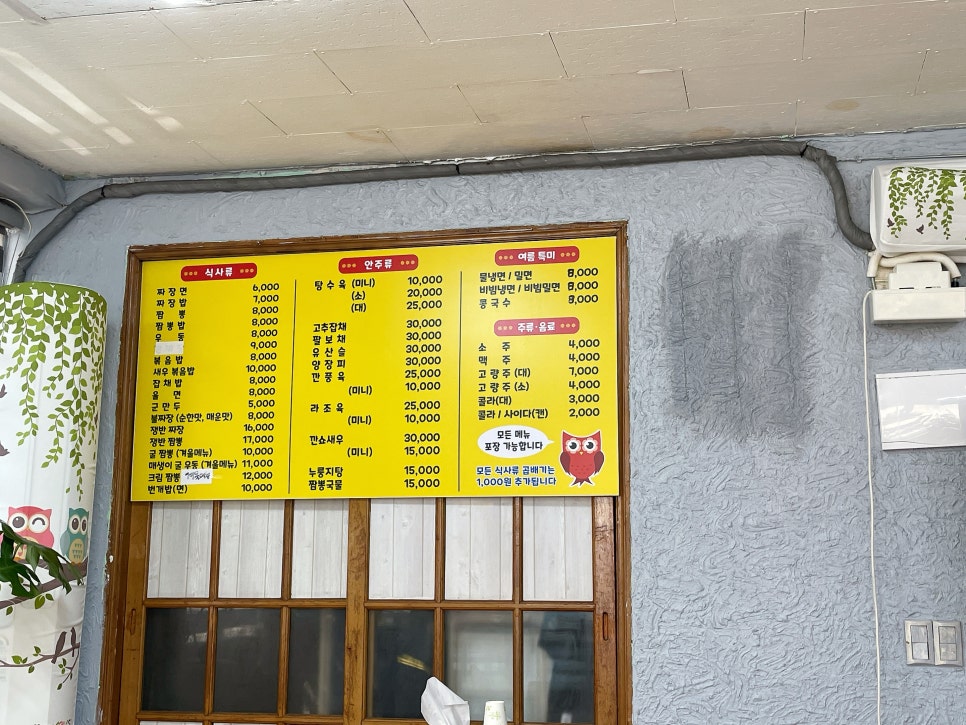 식사류
짜장면 6,000
짜장밥 7,000
짬뽕 8,000
짬뽕밥 8,000
우동 8,000
9,000
볶음밥 8,000
새우 볶음밥 10,000
잡채밥 8,000
울면 8,000
군만두 5,000
불짜장 (순한맛, 매운맛) 8,000
쟁반 짜장 16,000
쟁반 짬뽕 17,000
굴 짬뽕 (겨울메뉴) 10,000
매생이 굴 우동 (겨울메뉴) 11,000
크림 짬뽕 12,000
번개밥(면) 10,000
안주류
탕수육 (미니) 10,000
(소) 20,000
(대) 25,000
고추잡채 30,000
팔보채 30,000
유산슬 30,000
양장피 30,000
깐풍육 25,000
(미니) 10,000
라조육 25,000
(미니) 10,000
깐쇼새우 30,000
(미니) 15,000
누룽지탕 15,000
짬뽕국물 15,000
여름 특미
물냉면 / 밀면 8,000
비빔냉면 / 비빔밀면 8,000
콩국수 9,000
주류·음료
소주 4,000
맥주 4,000
고량주 (대) 7,000
고량주 (소) 4,000
콜라(대) 3,000
콜라 / 사이다(캔) 2,000
모든 메뉴
포장 가능합니다
모든 식사류 곱배기는
1,000원 추가됩니다